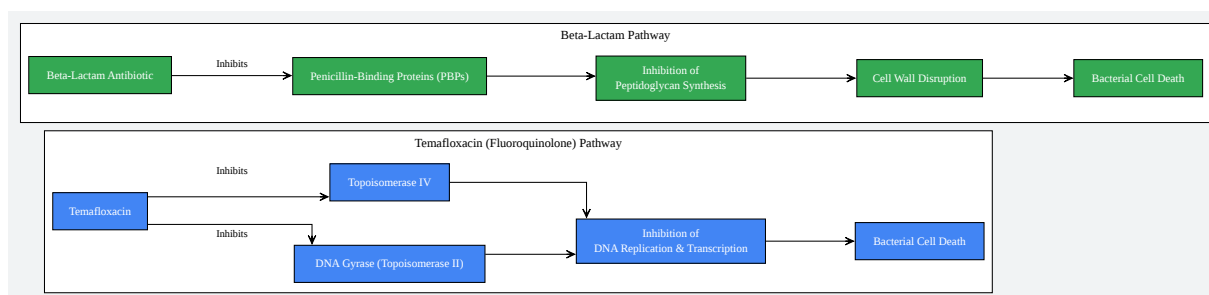 Beta-Lactam Pathway
Beta-Lactam Antibiotic
Inhibits
Penicillin-Binding Proteins (PBPs)
Inhibition of
Peptidoglycan Synthesis
Cell Wall Disruption
Bacterial Cell Death
Temafloxacin (Fluoroquinolone) Pathway
Temafloxacin
Inhibits
Topoisomerase IV
Inhibits
DNA Gyrase (Topoisomerase II)
Inhibition of
DNA Replication & Transcription
Bacterial Cell Death